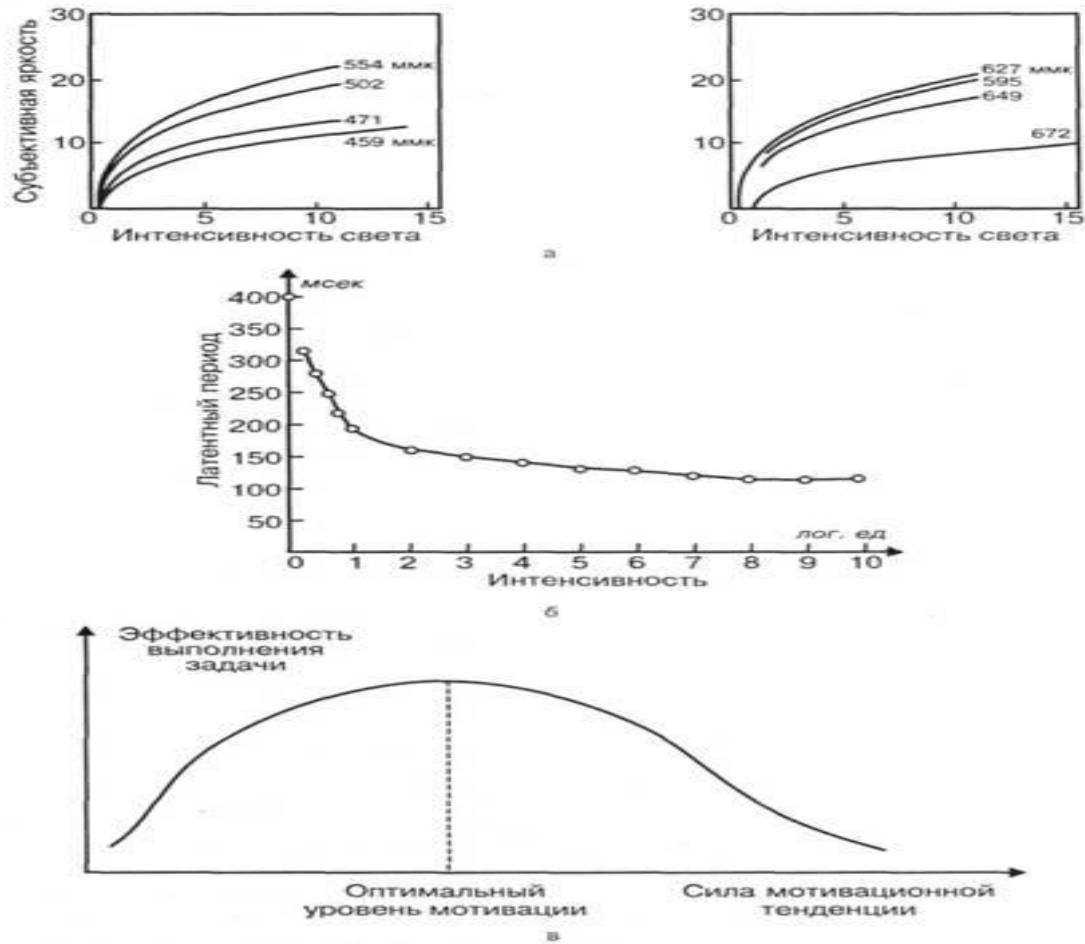 Субъективная яркость
30
20
10
0
5
10
15
554 ммк
502
471
459 ммк
Интенсивность света
30
20
10
0
5
10
15
627 ммк
595
649
672
Интенсивность света
а
мсек
Латентный период
400
350
300
250
200
150
100
50
лог. ед
0 1 2 3 4 5 6 7 8 9 10
Интенсивность
б
Эффективность
выполнения
задачи
Оптимальный
уровень мотивации
Сила мотивационной
тенденции
в